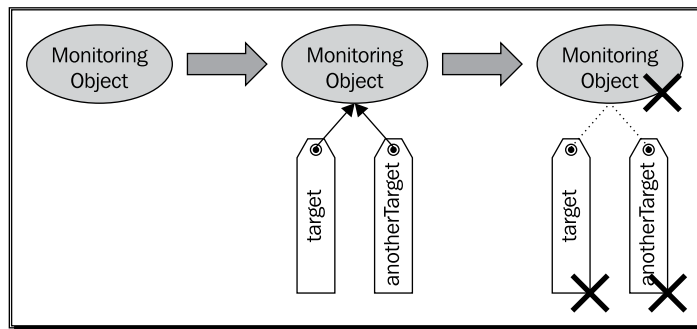 Monitoring
Object
Monitoring
Object
Monitoring
Object
target
anotherTarget
target
anotherTarget